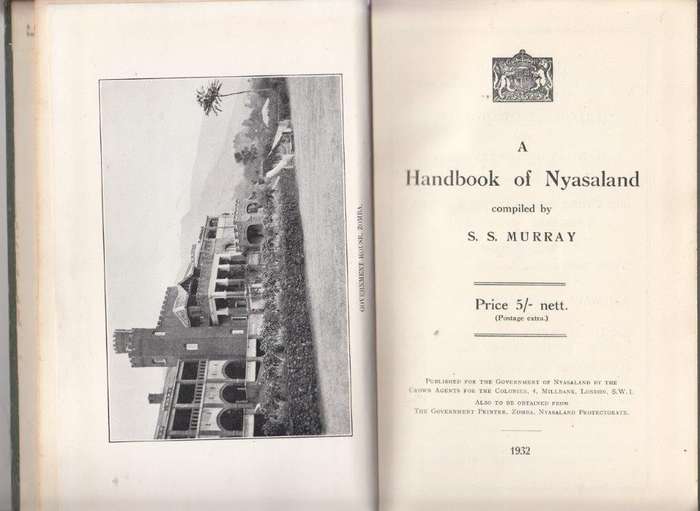 GOVERNMENT HOUSE, ZOMBA.
A
Handbook of Nyasaland
compiled by
S. S. MURRAY
Price 5/- nett.
(Postage extra.)
PUBLISHED FOR THE GOVERNMENT OF NYASALAND BY THE
CROWN AGENTS FOR THE COLONIES, 4, MILLBANK, LONDON, S.W.1.
ALSO TO BE OBTAINED FROM
THE GOVERNMENT PRINTER, ZOMBA, NYASALAND PROTECTORATE.
1932